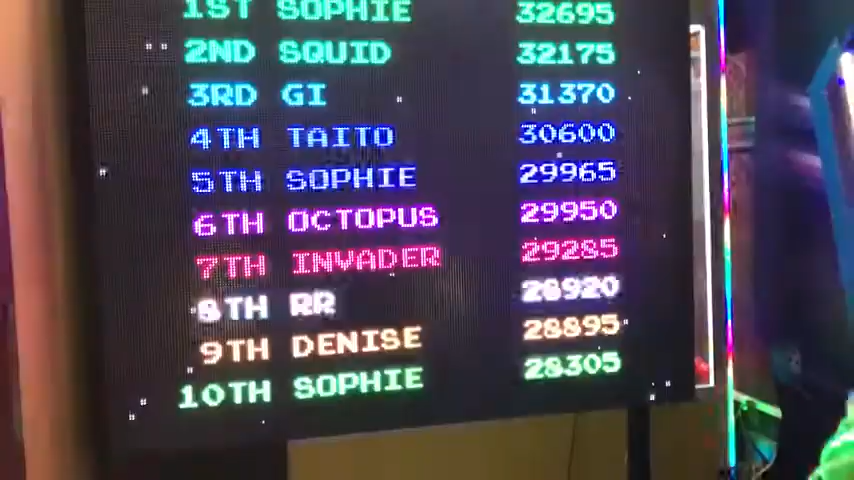 1ST SOPHIE 32695
2ND SQUID 32175
3RD GI 31370
4TH TAITO 30600
5TH SOPHIE 29965
6TH OCTOPUS 29950
7TH INVADER 29285
8TH RR 28920
9TH DENISE 28895
10TH SOPHIE 28305